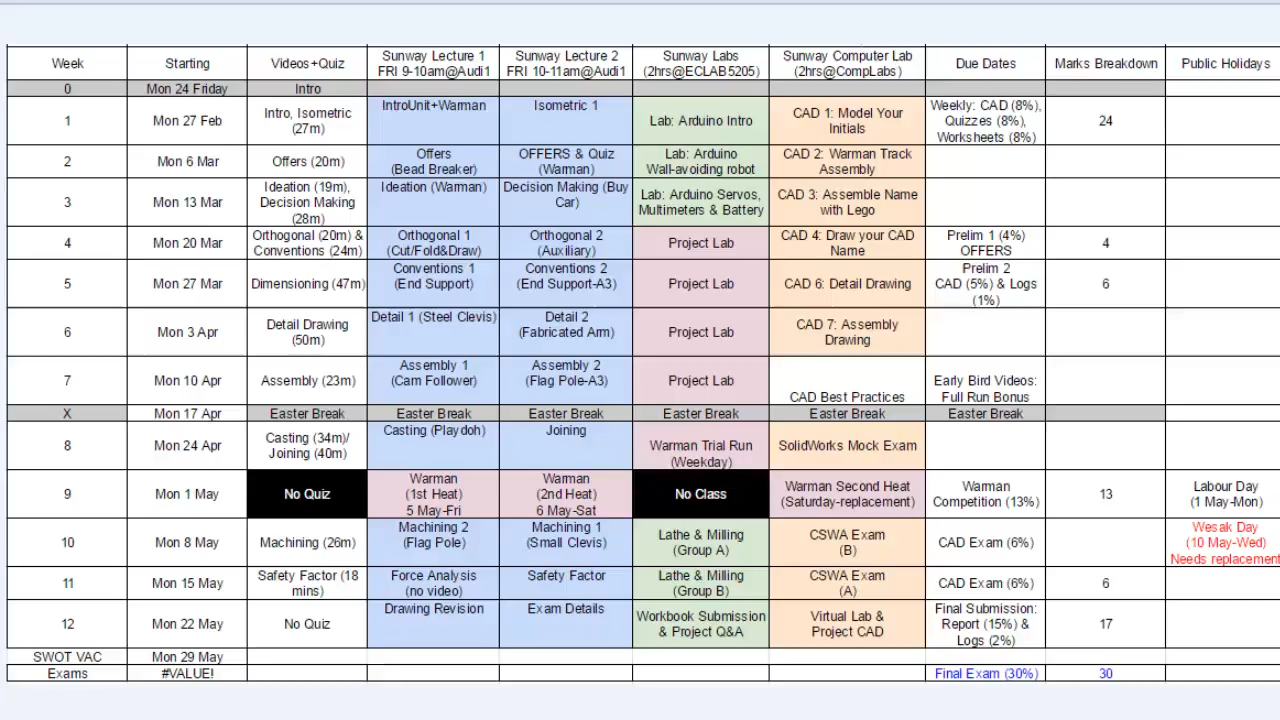 Week
Starting
Videos+Quiz
Sunway Lecture 1
FRI 9-10am@Audi1
Sunway Lecture 2
FRI 10-11am@Audi1
Sunway Labs
(2hrs@ECLAB5205)
Sunway Computer Lab
(2hrs@CompLabs)
Due Dates
Marks Breakdown
Public Holidays
0
Mon 24 Friday
Intro
1
Mon 27 Feb
Intro, Isometric
(27m)
IntroUnit+Warman
Isometric 1
Lab: Arduino Intro
CAD 1: Model Your
Initials
Weekly: CAD (8%),
Quizzes (8%),
Worksheets (8%)
24
2
Mon 6 Mar
Offers (20m)
Offers
(Bead Breaker)
OFFERS & Quiz
(Warman)
Lab: Arduino
Wall-avoiding robot
CAD 2: Warman Track
Assembly
3
Mon 13 Mar
Ideation (19m),
Decision Making
(28m)
Ideation (Warman)
Decision Making (Buy
Car)
Lab: Arduino Servos,
Multimeters & Battery
CAD 3: Assemble Name
with Lego
4
Mon 20 Mar
Orthogonal (20m) &
Conventions (24m)
Orthogonal 1
(Cut/Fold&Draw)
Orthogonal 2
(Auxiliary)
Project Lab
CAD 4: Draw your CAD
Name
Prelim 1 (4%)
OFFERS
4
5
Mon 27 Mar
Dimensioning (47m)
Conventions 1
(End Support)
Conventions 2
(End Support-A3)
Project Lab
CAD 6: Detail Drawing
Prelim 2
CAD (5%) & Logs
(1%)
6
6
Mon 3 Apr
Detail Drawing
(50m)
Detail 1 (Steel Clevis)
Detail 2
(Fabricated Arm)
Project Lab
CAD 7: Assembly
Drawing
7
Mon 10 Apr
Assembly (23m)
Assembly 1
(Cam Follower)
Assembly 2
(Flag Pole-A3)
Project Lab
CAD Best Practices
Early Bird Videos:
Full Run Bonus
X
Mon 17 Apr
Easter Break
Easter Break
Easter Break
Easter Break
Easter Break
Easter Break
8
Mon 24 Apr
Casting (34m)/
Joining (40m)
Casting (Playdoh)
Joining
Warman Trial Run
(Weekday)
SolidWorks Mock Exam
9
Mon 1 May
No Quiz
Warman
(1st Heat)
5 May-Fri
Warman
(2nd Heat)
6 May-Sat
No Class
Warman Second Heat
(Saturday-replacement)
Warman
Competition (13%)
13
Labour Day
(1 May-Mon)
10
Mon 8 May
Machining (26m)
Machining 2
(Flag Pole)
Machining 1
(Small Clevis)
Lathe & Milling
(Group A)
CSWA Exam
(B)
CAD Exam (6%)
Wesak Day
(10 May-Wed)
Needs replacement
11
Mon 15 May
Safety Factor (18
mins)
Force Analysis
(no video)
Safety Factor
Lathe & Milling
(Group B)
CSWA Exam
(A)
CAD Exam (6%)
6
12
Mon 22 May
No Quiz
Drawing Revision
Exam Details
Workbook Submission
& Project Q&A
Virtual Lab &
Project CAD
Final Submission:
Report (15%) &
Logs (2%)
17
SWOT VAC
Mon 29 May
Exams
#VALUE!
Final Exam (30%)
30